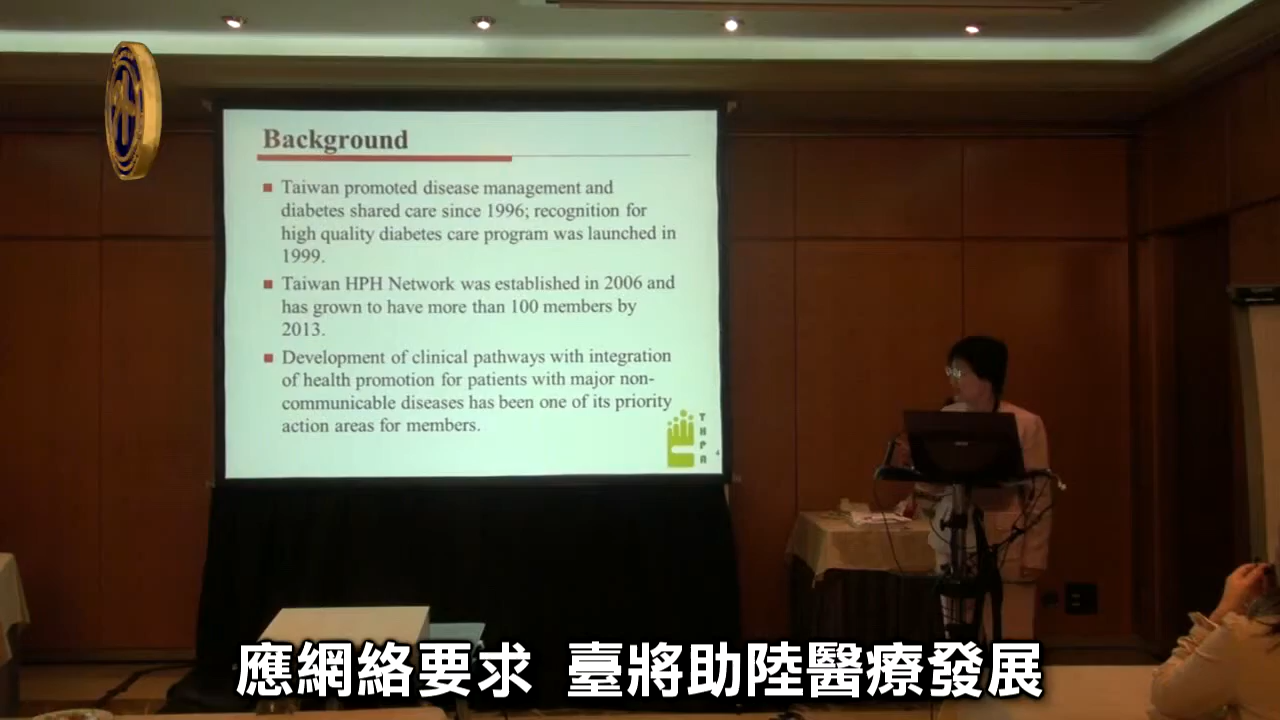 Background
Taiwan promoted disease management and
diabetes shared care since 1996; recognition for
high quality diabetes care program was launched in
1999.
Taiwan HPH Network was established in 2006 and
has grown to have more than 100 members by
2013.
Development of clinical pathways with integration
of health promotion for patients with major non-
communicable diseases has been one of its priority
action areas for members.
T
H
P
A
4
應網絡要求 臺將助陸醫療發展